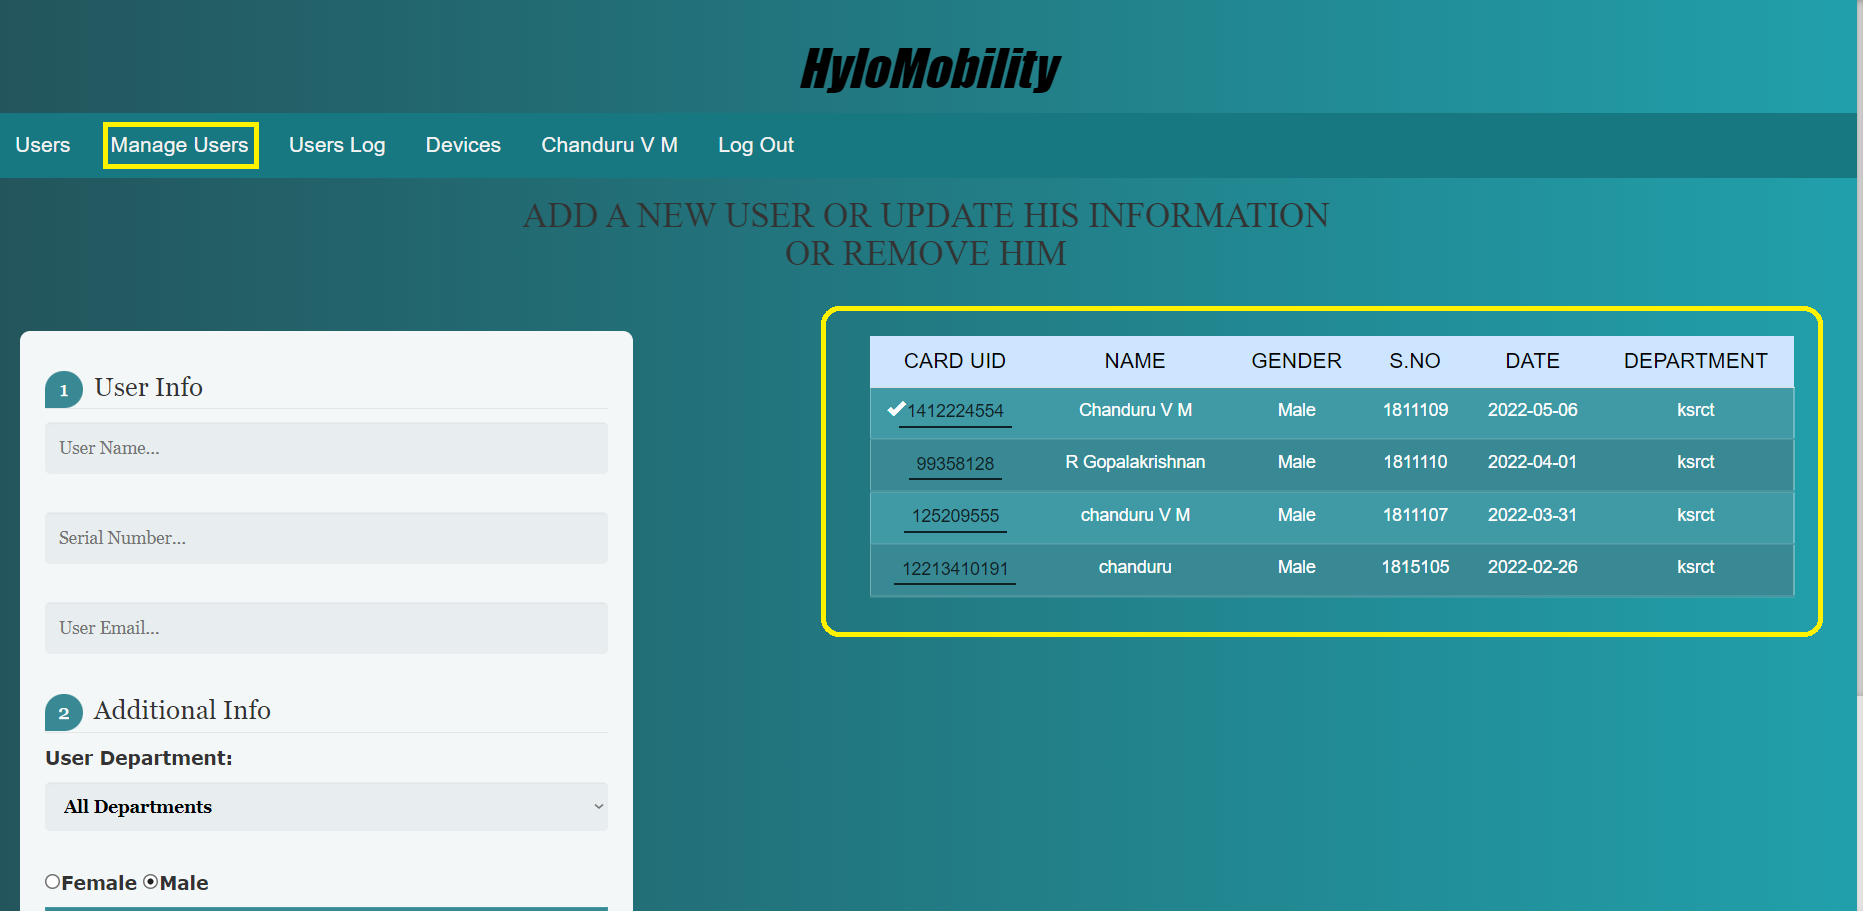 HyloMobility
Users Manage Users Users Log Devices Chanduru V M Log Out
ADD A NEW USER OR UPDATE HIS INFORMATION
OR REMOVE HIM
1 User Info
User Name...
Serial Number...
User Email...
2 Additional Info
User Department:
All Departments
Female Male
CARD UID NAME GENDER S.NO DATE DEPARTMENT
1412224554 Chanduru V M Male 1811109 2022-05-06 ksrct
99358128 R Gopalakrishnan Male 1811110 2022-04-01 ksrct
125209555 chanduru V M Male 1811107 2022-03-31 ksrct
12213410191 chanduru Male 1815105 2022-02-26 ksrct